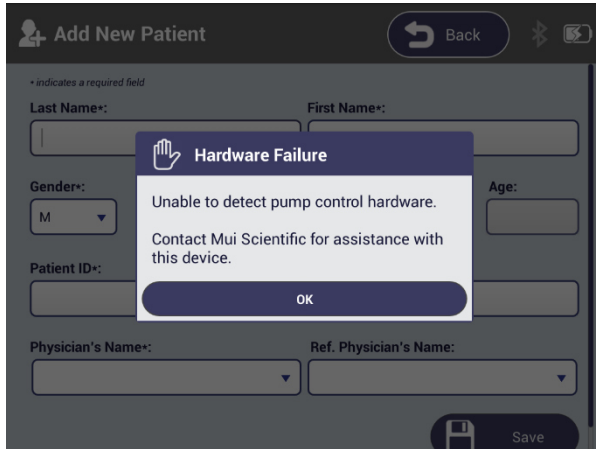 Add New Patient
Back
* indicates a required field
Last Name*:
First Name*:
Hardware Failure
Gender*:
Age:
M
Unable to detect pump control hardware.
Contact Mui Scientific for assistance with
this device.
Patient ID*:
OK
Physician's Name*:
Ref. Physician's Name:
Save